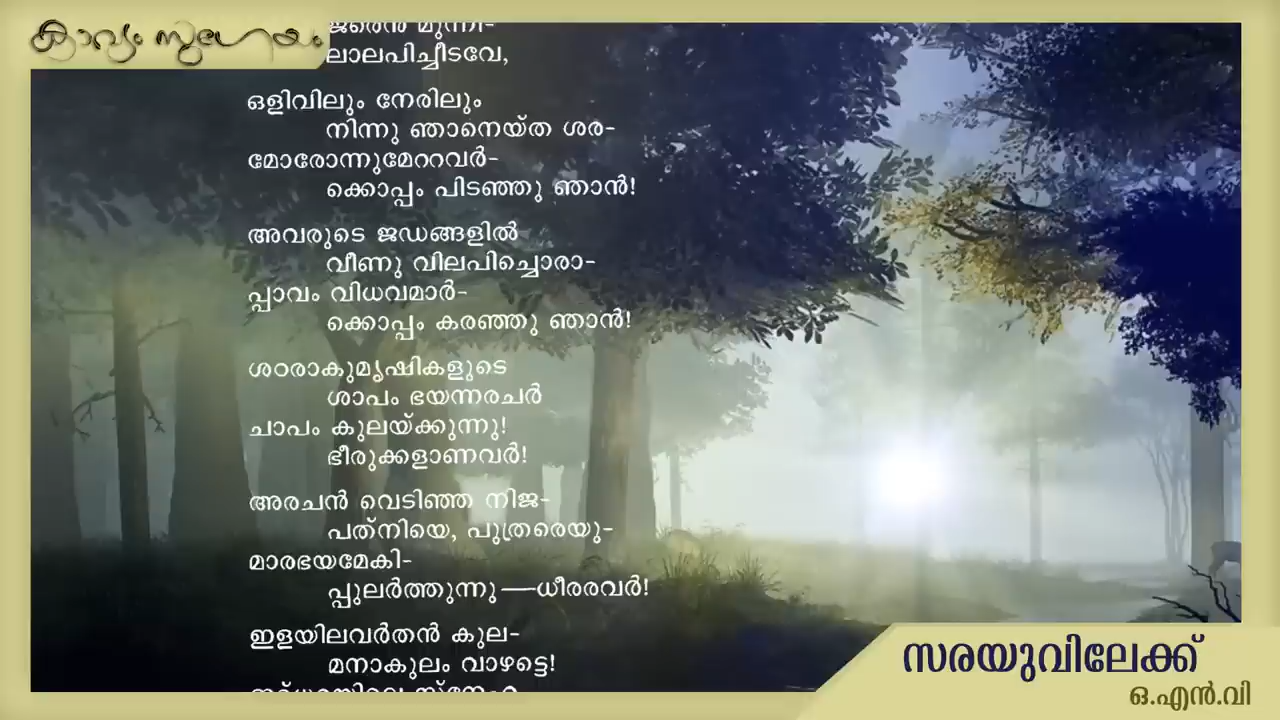 കാവ്യം സുഗേയം
ലാലപിച്ചീടവേ,
ഒളിവിലും നേരിലും
നിന്നു ഞാനെയ്ത ശര-
മോരോന്നുമേററവർ-
ക്കൊപ്പം പിടഞ്ഞു ഞാൻ!
അവരുടെ ജഡങ്ങളിൽ
വീണു വിലപിച്ചൊരാ-
പ്പാവം വിധവമാർ-
ക്കൊപ്പം കരഞ്ഞു ഞാൻ!
ശഠരാകുമൃഷികളുടെ
ശാപം ഭയന്നരചർ
ചാപം കുലയ്ക്കുന്നു!
ഭീരുക്കളാണവർ!
അരചൻ വെടിഞ്ഞ നിജ-
പത്നിയെ, പുത്രരെയു-
മാരഭയമേകി-
പ്പുലർത്തുന്നു—ധീരരവർ!
ഇളയിലവർതൻ കുല-
മനാകുലം വാഴട്ടെ!
സരയുവിലേക്ക്
ഒ.എൻ.വി